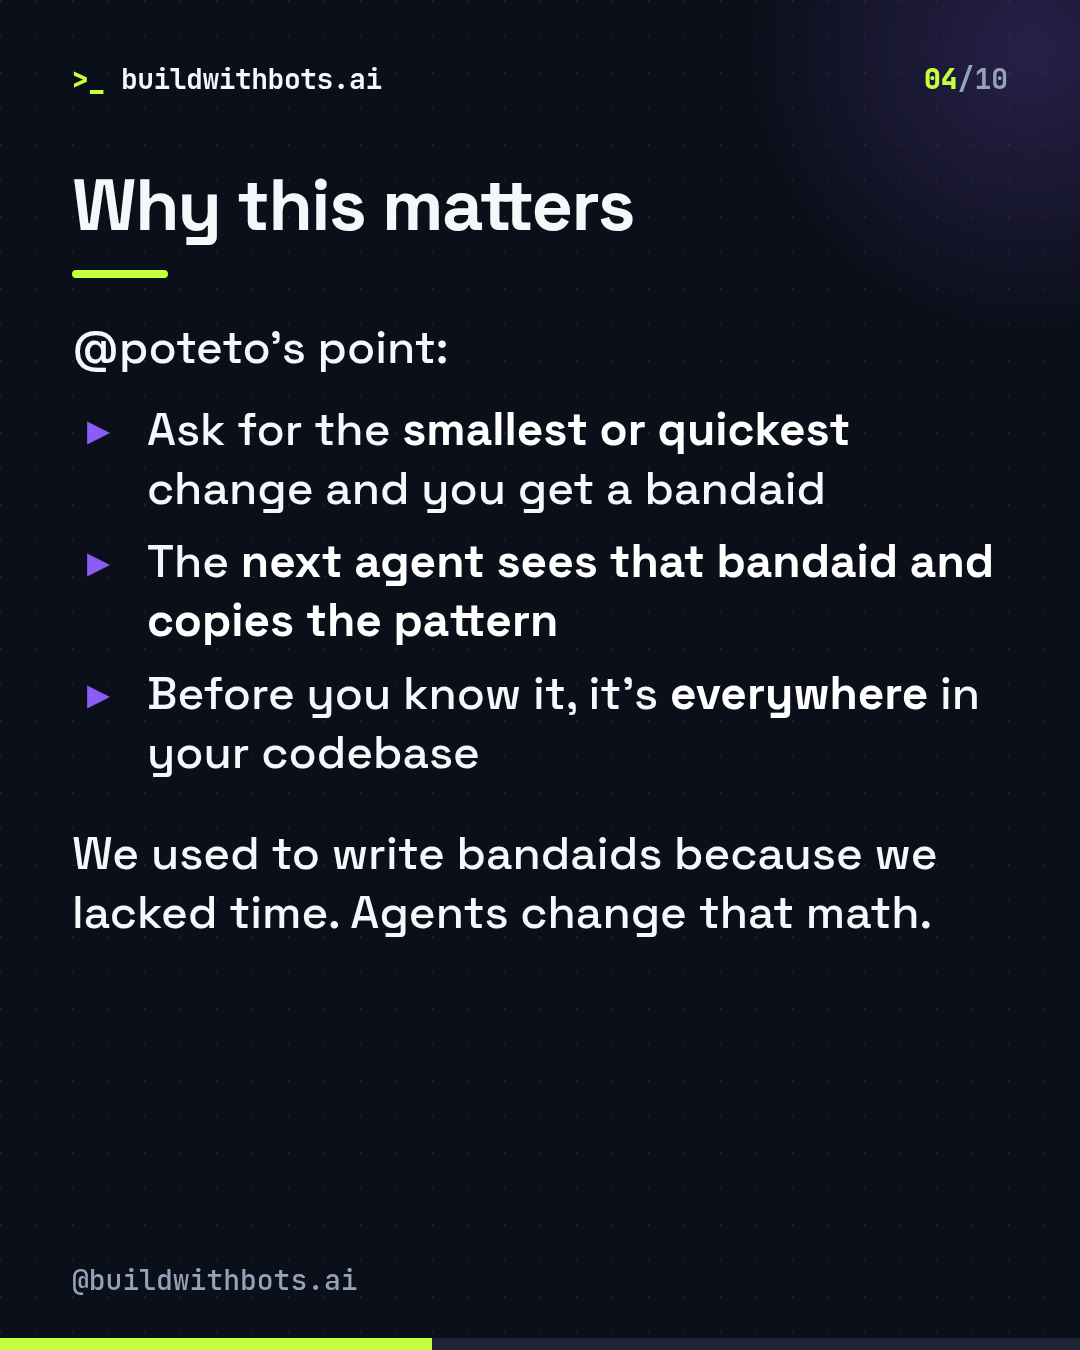 >_ buildwithbots.ai
04/10
Why this matters
@poteto’s point:
▶ Ask for the smallest or quickest
change and you get a bandaid
▶ The next agent sees that bandaid and
copies the pattern
▶ Before you know it, it’s everywhere in
your codebase
We used to write bandaids because we
lacked time. Agents change that math.
@buildwithbots.ai